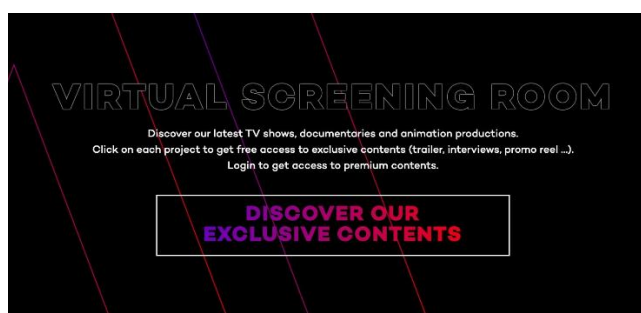 VIRTUAL SCREENING ROOM
Discover our latest TV shows, documentaries and animation productions.
Click on each project to get free access to exclusive contents (trailer, interviews, promo reel ...).
Login to get access to premium contents.
DISCOVER OUR
EXCLUSIVE CONTENTS